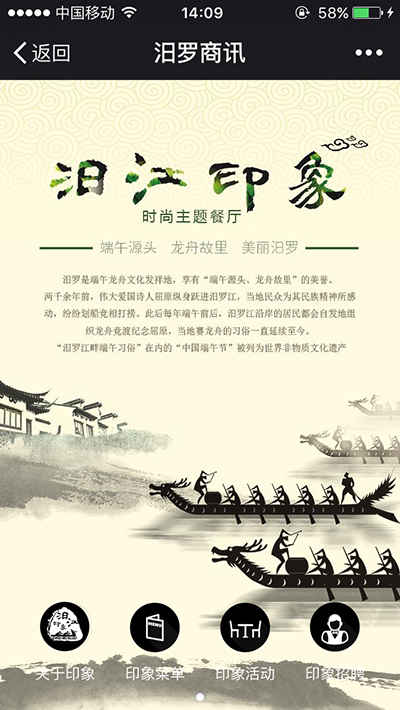 中国移动 14:09 58%
返回 汨罗商讯
汨江印象
时尚主题餐厅
端午源头 龙舟故里 美丽汨罗
汨罗是端午龙舟文化发祥地，享有“端午源头、龙舟故里”的美誉。
两千余年前，伟大爱国诗人屈原纵身跃进汨罗江，当地民众为其民族精神所感
动，纷纷划船竞相打捞。此后每年端午前后，汨罗江沿岸的居民都会自发地组
织龙舟竞渡纪念屈原，当地赛龙舟的习俗一直延续至今。
“汨罗江畔端午习俗”在内的“中国端午节”被列为世界非物质文化遗产
关于印象 印象菜单 印象活动 印象招聘